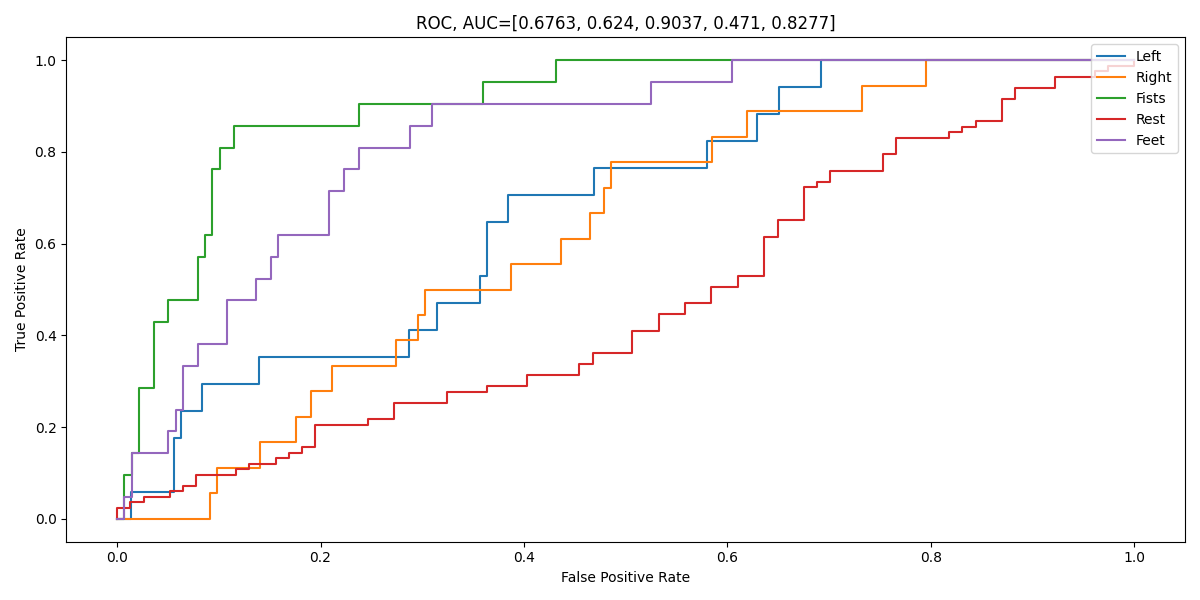 ROC, AUC=[0.6763, 0.624, 0.9037, 0.471, 0.8277]
True Positive Rate
1.0
0.8
0.6
0.4
0.2
0.0
Left
Right
Fists
Rest
Feet
0.0 0.2 0.4 0.6 0.8 1.0
False Positive Rate